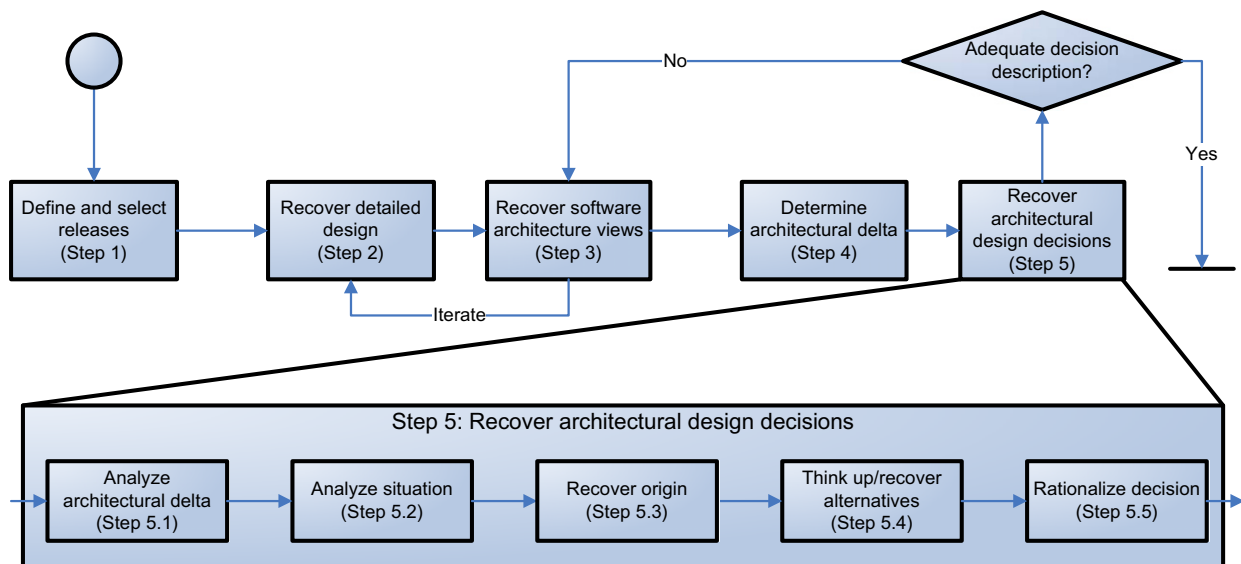 Adequate decision
description?
No
Yes
Define and select
releases
(Step 1)
Recover detailed
design
(Step 2)
Recover software
architecture views
(Step 3)
Determine
architectural delta
(Step 4)
Recover
architectural
design decisions
(Step 5)
Iterate
Step 5: Recover architectural design decisions
Analyze
architectural delta
(Step 5.1)
Analyze situation
(Step 5.2)
Recover origin
(Step 5.3)
Think up/recover
alternatives
(Step 5.4)
Rationalize decision
(Step 5.5)